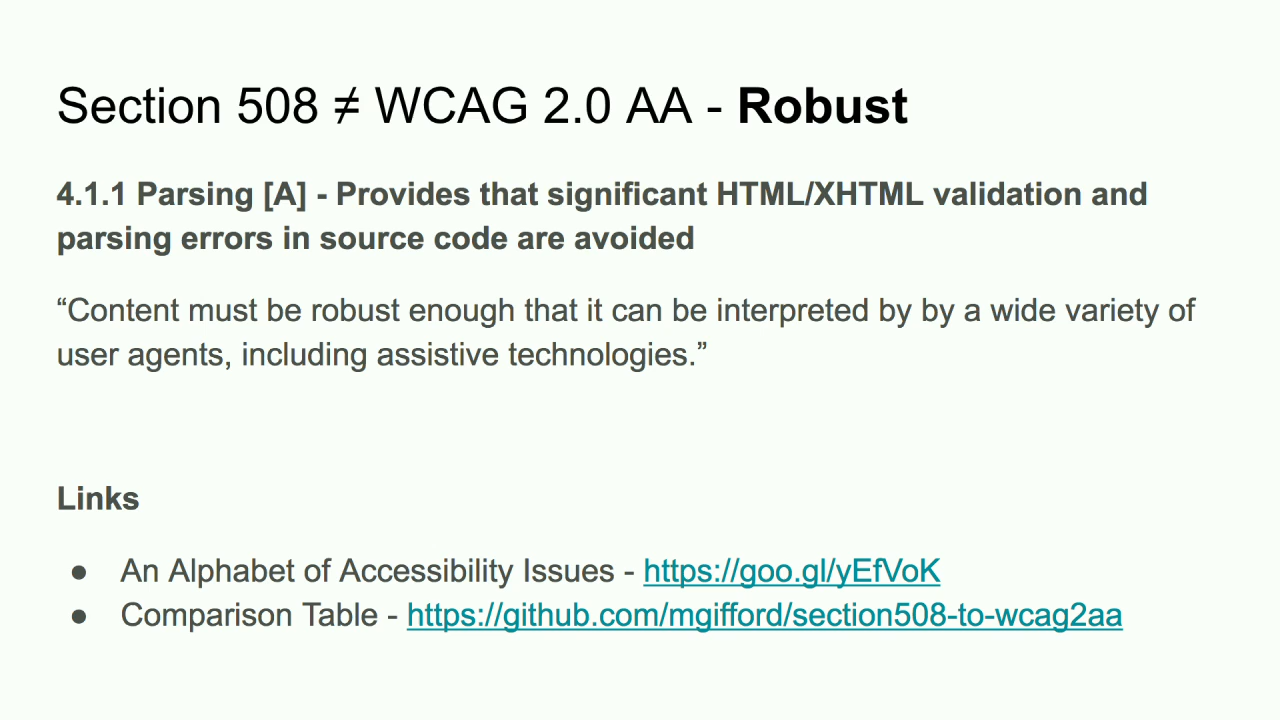 Section 508 ≠ WCAG 2.0 AA - Robust
4.1.1 Parsing [A] - Provides that significant HTML/XHTML validation and
parsing errors in source code are avoided
“Content must be robust enough that it can be interpreted by by a wide variety of
user agents, including assistive technologies.”
Links
● An Alphabet of Accessibility Issues - https://goo.gl/yEfVoK
● Comparison Table - https://github.com/mgifford/section508-to-wcag2aa